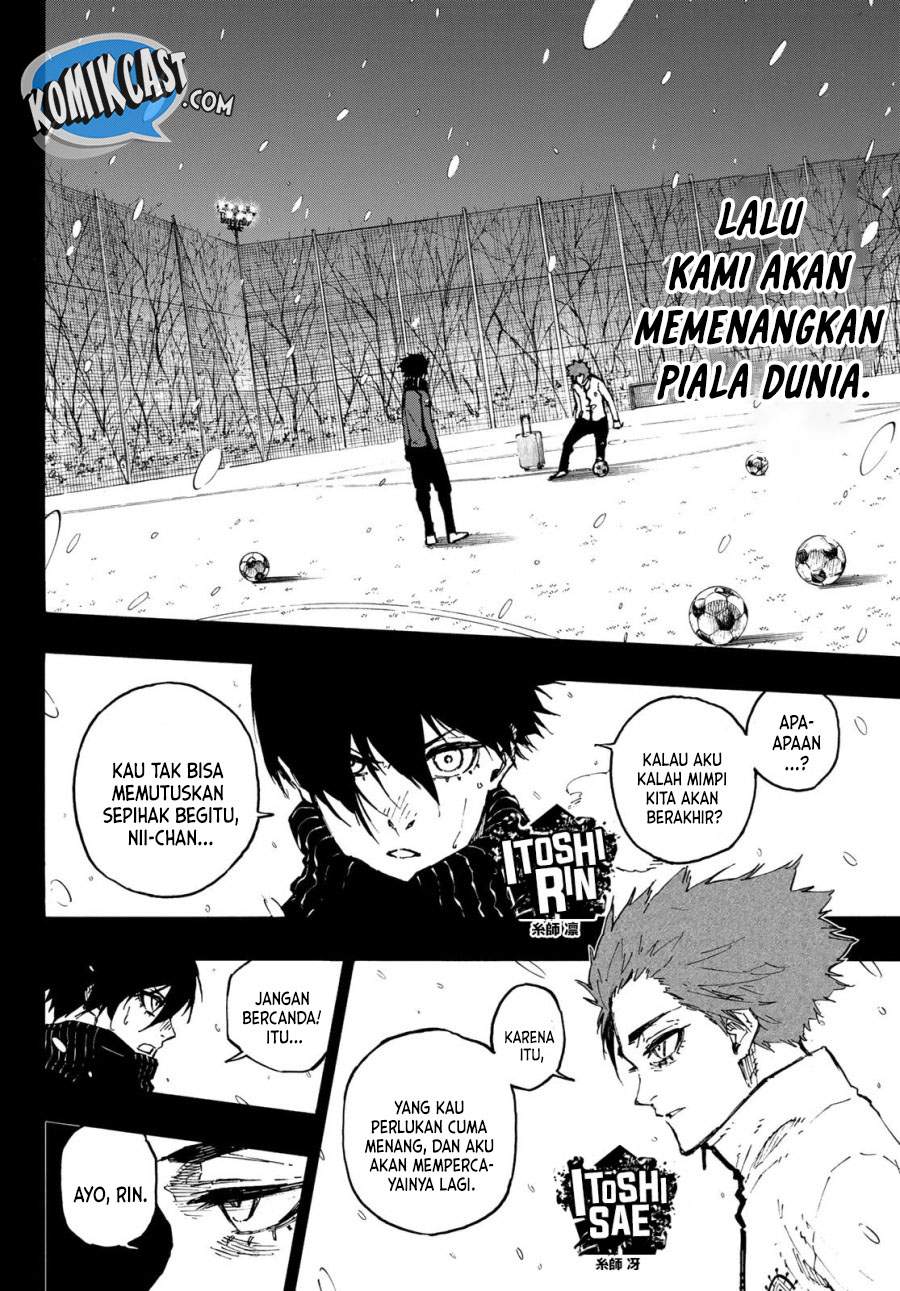 KOMIKCAST
.COM
LALU
KAMI AKAN
MEMENANGKAN
PIALA DUNIA.
APA-
APAAN
...?
KALAU AKU
KALAH MIMPI
KITA AKAN
BERAKHIR?
KAU TAK BISA
MEMUTUSKAN
SEPIHAK BEGITU,
NII-CHAN...
ITOSHI
RIN
糸師 凛
KARENA
ITU,
YANG KAU
PERLUKAN CUMA
MENANG, DAN AKU
AKAN MEMPERCA-
YAINYA LAGI.
ITOSHI
SAE
糸師 冴
JANGAN
BERCANDA!
ITU...
AYO, RIN.